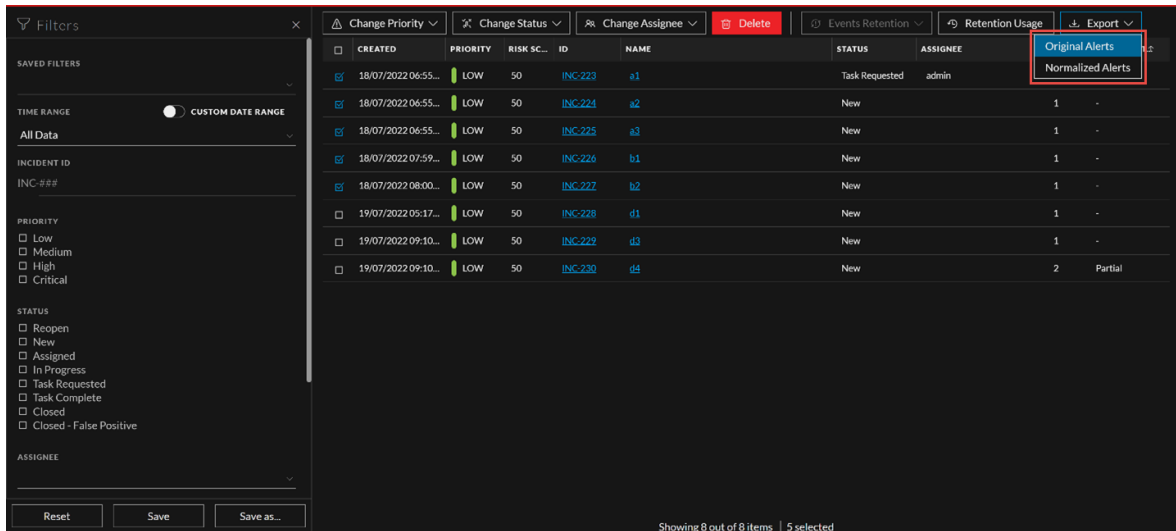 Filters ×
SAVED FILTERS
TIME RANGE CUSTOM DATE RANGE
All Data
INCIDENT ID
INC-###
PRIORITY
Low
Medium
High
Critical
STATUS
Reopen
New
Assigned
In Progress
Task Requested
Task Complete
Closed
Closed - False Positive
ASSIGNEE
Reset Save Save as...
Change Priority Change Status Change Assignee Delete Events Retention Retention Usage Export
Original Alerts
Normalized Alerts
CREATED PRIORITY RISK SC... ID NAME STATUS ASSIGNEE
18/07/2022 06:55... LOW 50 INC-223 a1 Task Requested admin
18/07/2022 06:55... LOW 50 INC-224 a2 New 1 -
18/07/2022 06:55... LOW 50 INC-225 a3 New 1 -
18/07/2022 07:59... LOW 50 INC-226 b1 New 1 -
18/07/2022 08:00... LOW 50 INC-227 b2 New 1 -
19/07/2022 05:17... LOW 50 INC-228 d1 New 1 -
19/07/2022 09:10... LOW 50 INC-229 d3 New 1 -
19/07/2022 09:10... LOW 50 INC-230 d4 New 2 Partial
Showing 8 out of 8 items | 5 selected